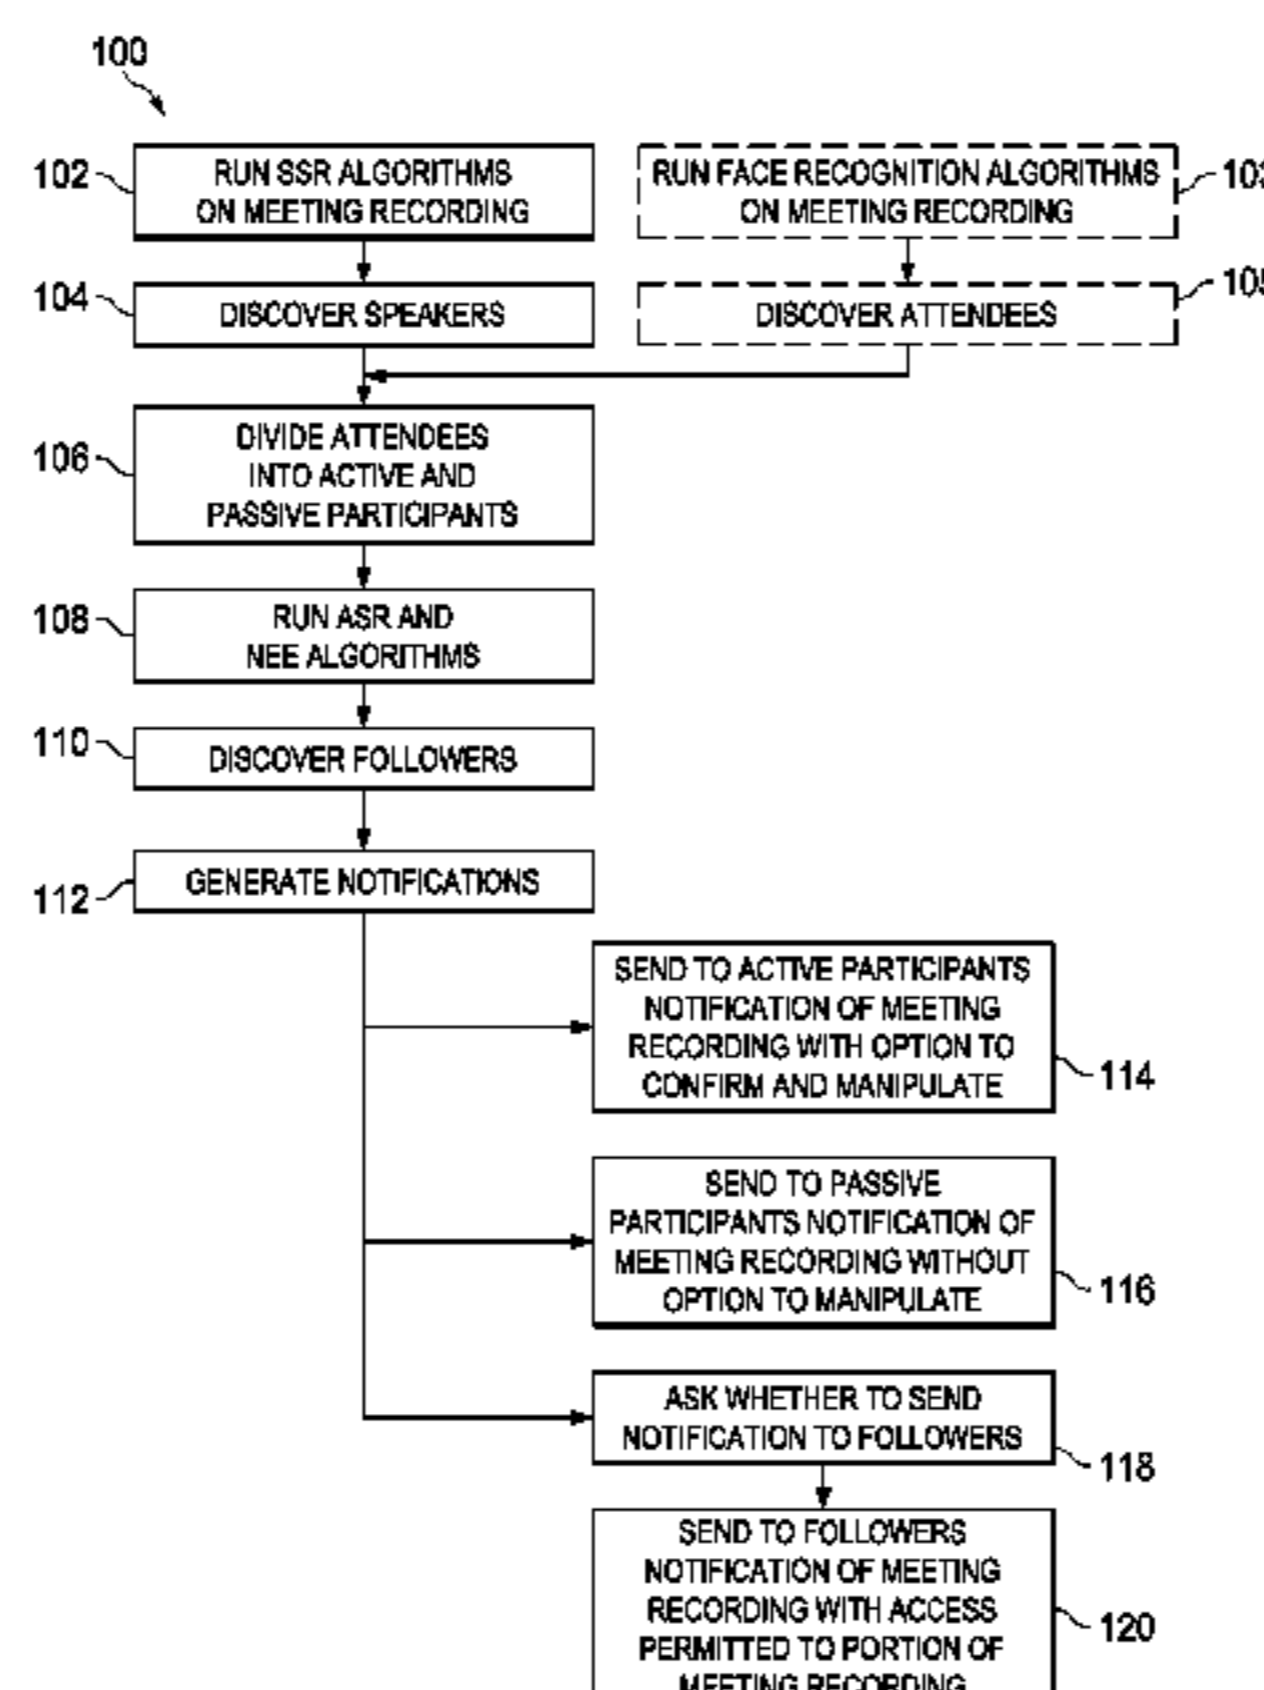 100
102
RUN SSR ALGORITHMS
ON MEETING RECORDING
RUN FACE RECOGNITION ALGORITHMS
ON MEETING RECORDING
104
DISCOVER SPEAKERS
DISCOVER ATTENDEES
106
DIVIDE ATTENDEES
INTO ACTIVE AND
PASSIVE PARTICIPANTS
108
RUN ASR AND
NEE ALGORITHMS
110
DISCOVER FOLLOWERS
112
GENERATE NOTIFICATIONS
SEND TO ACTIVE PARTICIPANTS
NOTIFICATION OF MEETING
RECORDING WITH OPTION TO
CONFIRM AND MANIPULATE
114
SEND TO PASSIVE
PARTICIPANTS NOTIFICATION OF
MEETING RECORDING WITHOUT
OPTION TO MANIPULATE
116
ASK WHETHER TO SEND
NOTIFICATION TO FOLLOWERS
118
SEND TO FOLLOWERS
NOTIFICATION OF MEETING
RECORDING WITH ACCESS
PERMITTED TO PORTION OF
MEETING RECORDING
120